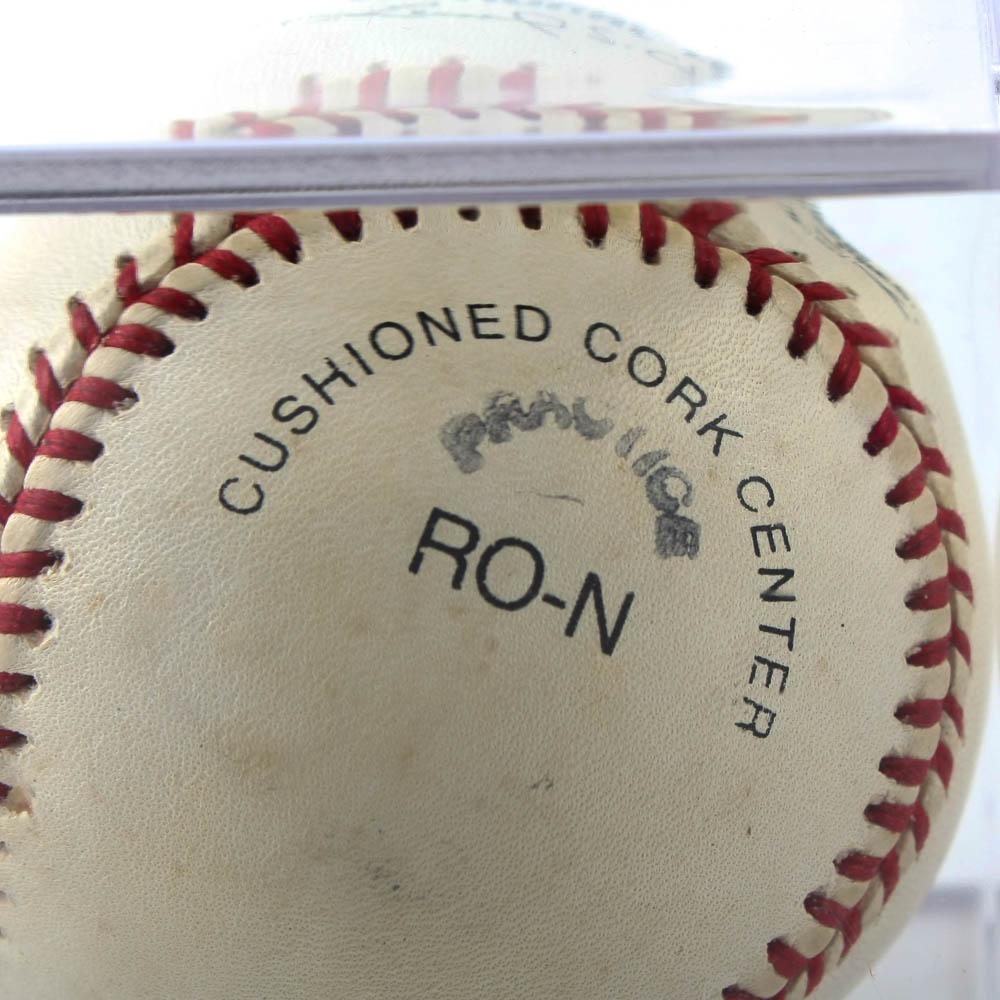 CUSHIONED CORK CENTER
PRACTICE
RO-N